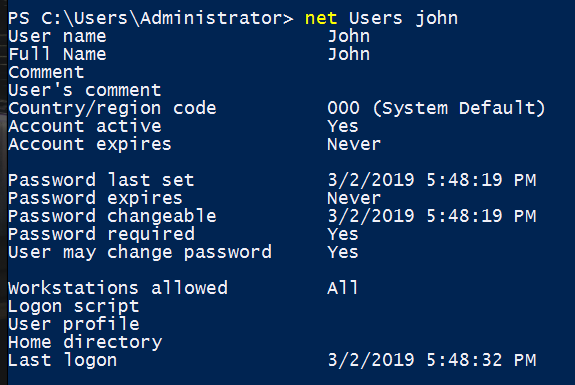 PS C:\Users\Administrator> net Users john
User name                    John
Full Name                    John
Comment
User's comment
Country/region code          000 (System Default)
Account active               Yes
Account expires              Never

Password last set            3/2/2019 5:48:19 PM
Password expires             Never
Password changeable          3/2/2019 5:48:19 PM
Password required            Yes
User may change password     Yes

Workstations allowed         All
Logon script
User profile
Home directory
Last logon                   3/2/2019 5:48:32 PM